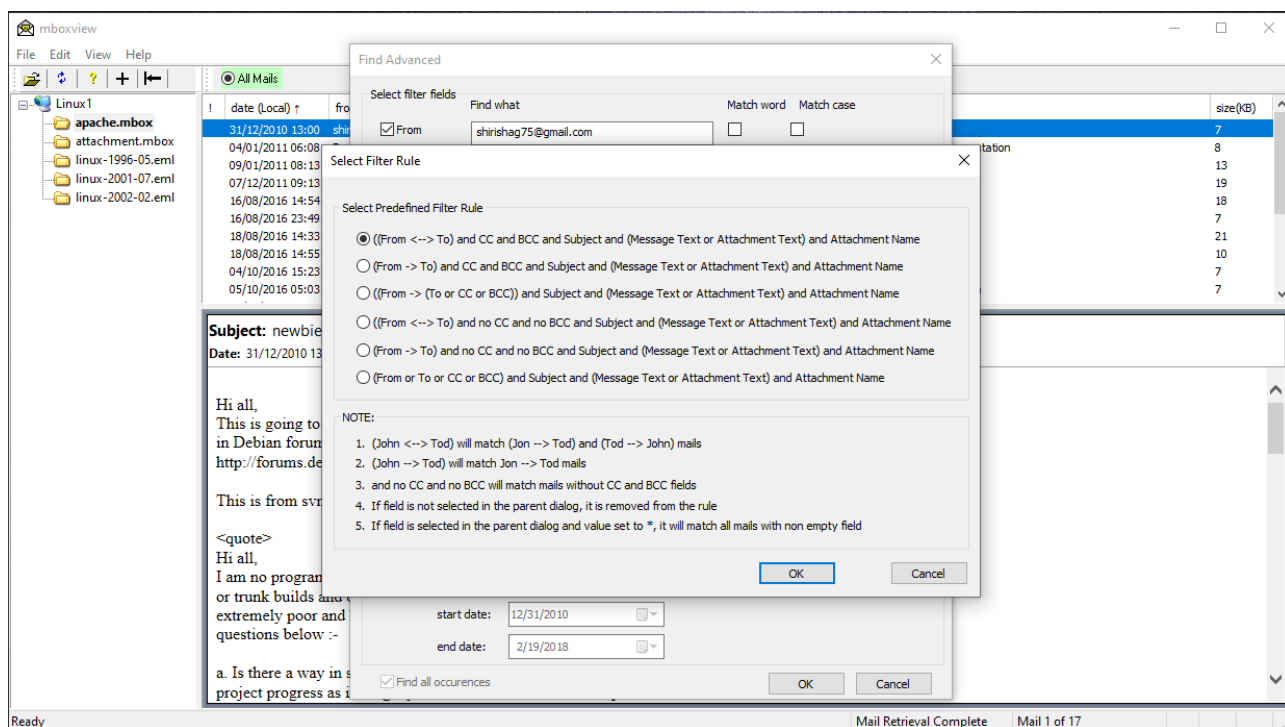 mboxview
File Edit View Help
All Mails
Linux1
apache.mbox
attachment.mbox
linux-1996-05.eml
linux-2001-07.eml
linux-2002-02.eml
! date (Local) ↑ fro
size(KB)
31/12/2010 13:00 shir 7
04/01/2011 06:08 tation 8
09/01/2011 08:13 13
07/12/2011 09:13 19
16/08/2016 14:54 18
16/08/2016 23:49 7
18/08/2016 14:33 21
18/08/2016 14:55 10
04/10/2016 15:23 7
05/10/2016 05:03 7
Find Advanced
Select filter fields
Find what Match word Match case
From shirishag75@gmail.com
Select Filter Rule
Select Predefined Filter Rule
((From <--> To) and CC and BCC and Subject and (Message Text or Attachment Text) and Attachment Name
(From -> To) and CC and BCC and Subject and (Message Text or Attachment Text) and Attachment Name
((From -> (To or CC or BCC)) and Subject and (Message Text or Attachment Text) and Attachment Name
((From <--> To) and no CC and no BCC and Subject and (Message Text or Attachment Text) and Attachment Name
(From -> To) and no CC and no BCC and Subject and (Message Text or Attachment Text) and Attachment Name
(From or To or CC or BCC) and Subject and (Message Text or Attachment Text) and Attachment Name
NOTE:
1. (John <--> Tod) will match (Jon --> Tod) and (Tod --> John) mails
2. (John --> Tod) will match Jon --> Tod mails
3. and no CC and no BCC will match mails without CC and BCC fields
4. If field is not selected in the parent dialog, it is removed from the rule
5. If field is selected in the parent dialog and value set to *, it will match all mails with non empty field
OK Cancel
start date: 12/31/2010
end date: 2/19/2018
Find all occurences
OK Cancel
Subject: newbie
Date: 31/12/2010 13
Hi all,
This is going to
in Debian forum
http://forums.de
This is from svn
<quote>
Hi all,
I am no program
or trunk builds and
extremely poor and
questions below :-
a. Is there a way in s
project progress as i
Ready
Mail Retrieval Complete
Mail 1 of 17